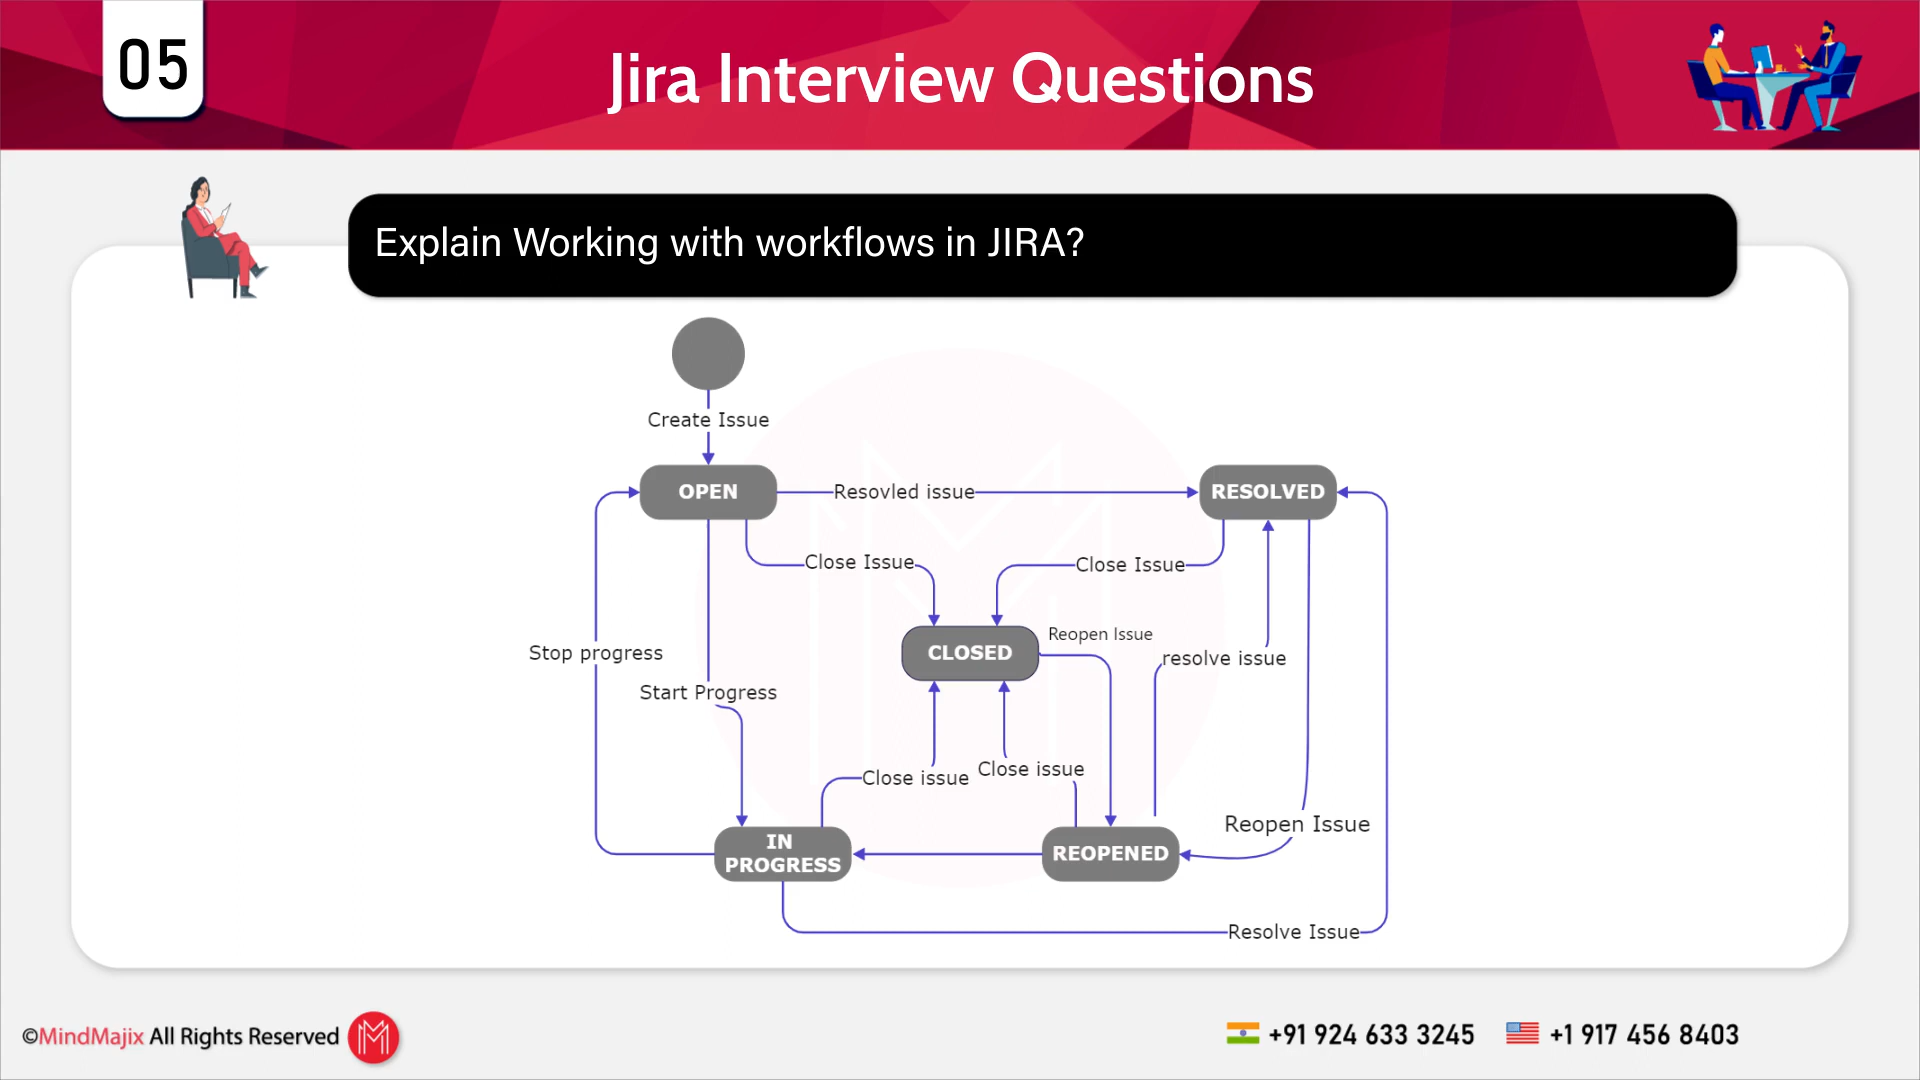 05
Jira Interview Questions
Explain Working with workflows in JIRA?
Create Issue
OPEN
Resovled issue
RESOLVED
Close Issue
Close Issue
Reopen Issue
CLOSED
Stop progress
resolve issue
Start Progress
Close issue
Close issue
Reopen Issue
IN
PROGRESS
REOPENED
Resolve Issue
©MindMajix All Rights Reserved
+91 924 633 3245
+1 917 456 8403